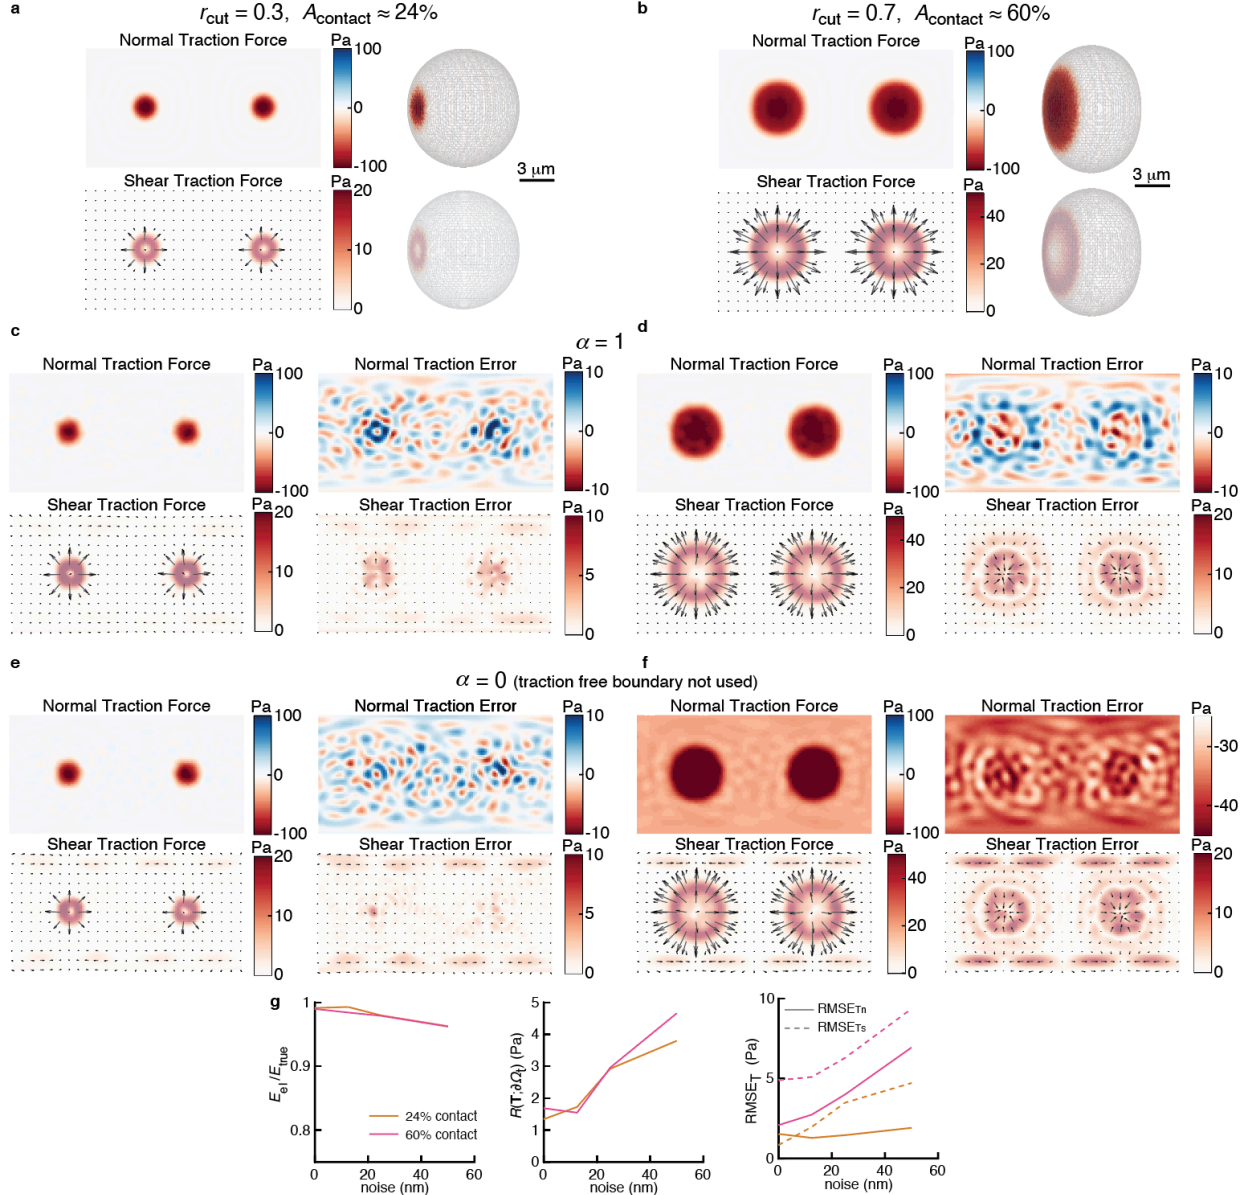 a
r_cut = 0.3, A_contact ≈ 24%
Normal Traction Force
Pa
100
0
-100
Shear Traction Force
Pa
20
10
0
3 μm
b
r_cut = 0.7, A_contact ≈ 60%
Normal Traction Force
Pa
100
0
-100
Shear Traction Force
Pa
40
20
0
3 μm
c
α = 1
Normal Traction Force
Pa
100
0
-100
Normal Traction Error
Pa
10
0
-10
Shear Traction Force
Pa
20
10
0
Shear Traction Error
Pa
10
5
0
d
Normal Traction Force
Pa
100
0
-100
Normal Traction Error
Pa
10
0
-10
Shear Traction Force
Pa
40
20
0
Shear Traction Error
Pa
20
10
0
e
α = 0 (traction free boundary not used)
Normal Traction Force
Pa
100
0
-100
Normal Traction Error
Pa
10
0
-10
Shear Traction Force
Pa
20
10
0
Shear Traction Error
Pa
10
5
0
f
Normal Traction Force
Pa
100
0
-100
Normal Traction Error
Pa
-30
-40
Shear Traction Force
Pa
40
20
0
Shear Traction Error
Pa
20
10
0
g
E_el/E_true
1
0.9
0.8
24% contact
60% contact
0 20 40 60
noise (nm)
R(T:∂Ω_t) (Pa)
5
4
3
2
1
0
0 20 40 60
noise (nm)
RMSE_T (Pa)
10
5
0
RMSE_Tn
RMSE_Ts
0 20 40 60
noise (nm)